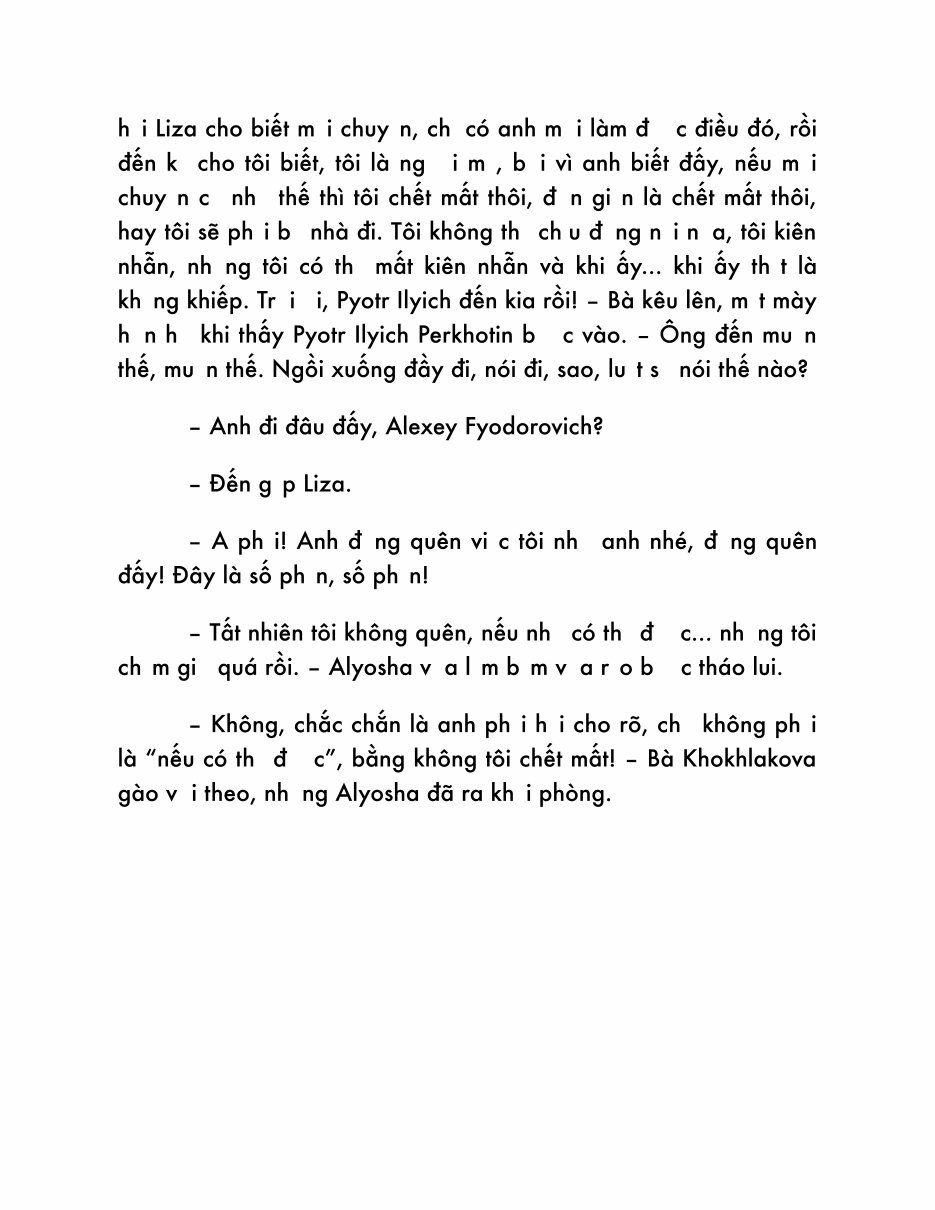 h i Liza cho biết m i chuy n, ch có anh m i làm đ c điều đó, rồi
đến k cho tôi biết, tôi là ng i m , b i vì anh biết đấy, nếu m i
chuy n c nh thế thì tôi chết mất thôi, đ n gi n là chết mất thôi,
hay tôi sẽ ph i b nhà đi. Tôi không th ch u đ ng n i n a, tôi kiên
nhẫn, nh ng tôi có th mất kiên nhẫn và khi ấy... khi ấy th t là
kh ng khiếp. Tr i i, Pyotr Ilyich đến kia rồi! – Bà kêu lên, m t mày
h n h khi thấy Pyotr Ilyich Perkhotin b c vào. – Ông đến mu n
thế, mu n thế. Ngồi xuống đầy đi, nói đi, sao, lu t s nói thế nào?
– Anh đi đâu đấy, Alexey Fyodorovich?
– Đến g p Liza.
– A ph i! Anh đ ng quên vi c tôi nh anh nhé, đ ng quên
đấy! Đây là số ph n, số ph n!
– Tất nhiên tôi không quên, nếu nh có th đ c... nh ng tôi
ch m gi quá rồi. – Alyosha v a l m b m v a r o b c tháo lui.
– Không, chắc chắn là anh ph i h i cho rõ, ch không ph i
là “nếu có th đ c”, bằng không tôi chết mất! – Bà Khokhlakova
gào v i theo, nh ng Alyosha đã ra kh i phòng.